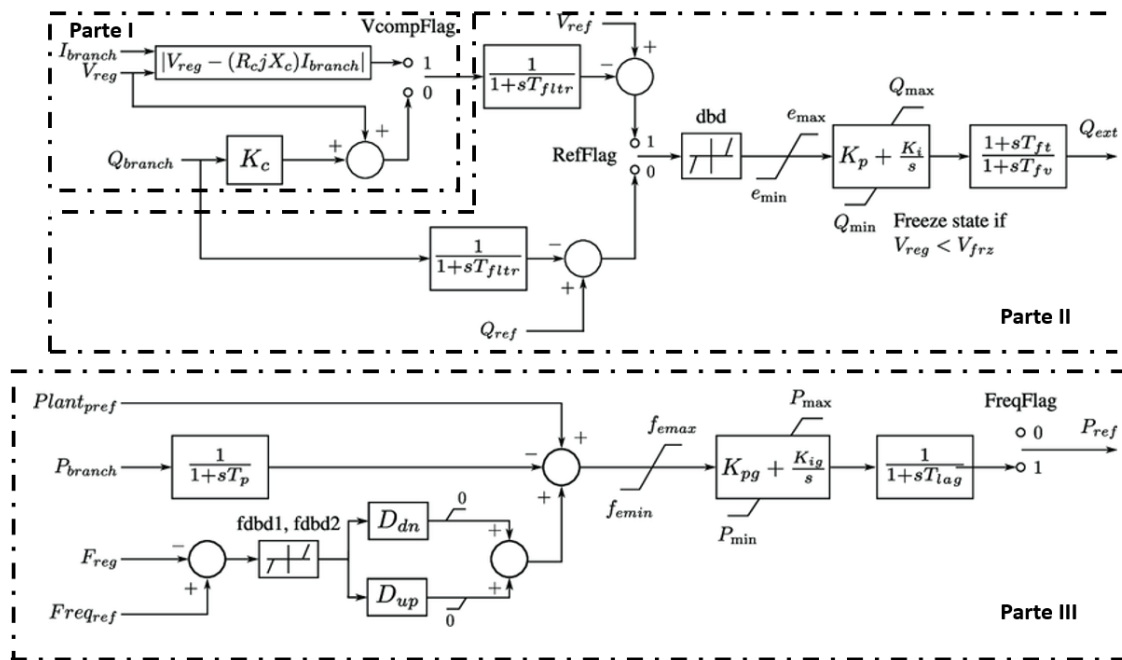 Parte I
VcompFlag
I_branch
V_reg
|V_reg − (R_c jX_c)I_branch|
1
0
Q_branch
K_c
+
+
1/(1+sT_fltr)
V_ref
+
−
RefFlag
1
0
dbd
e_max
e_min
Q_max
K_p + K_i/s
Q_min
Freeze state if
V_reg < V_frz
(1+sT_ft)/(1+sT_fv)
Q_ext
1/(1+sT_fltr)
−
+
Q_ref
Parte II
Plant_pref
P_branch
1/(1+sT_p)
+
−
+
fdbd1, fdbd2
F_reg
−
+
Freq_ref
D_dn
0
D_up
0
+
+
f_emax
f_emin
P_max
K_pg + K_ig/s
P_min
1/(1+sT_lag)
FreqFlag
0
1
P_ref
Parte III